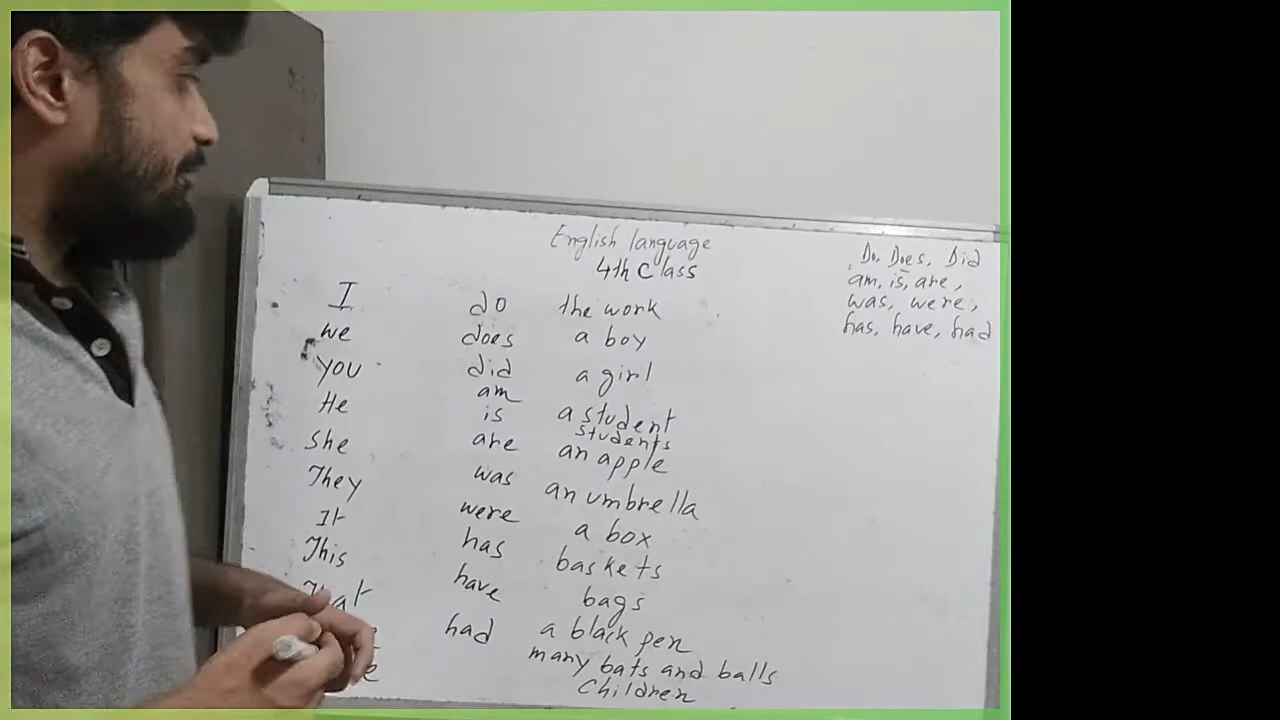 English language
4th Class
Do, Does, Did
am, is, are,
was, were,
has, have, had
I do the work
we does a boy
you did a girl
am
He is a student
students
She are an apple
They was an umbrella
It were a box
This has baskets
That have bags
had a black pen
many bats and balls
Children